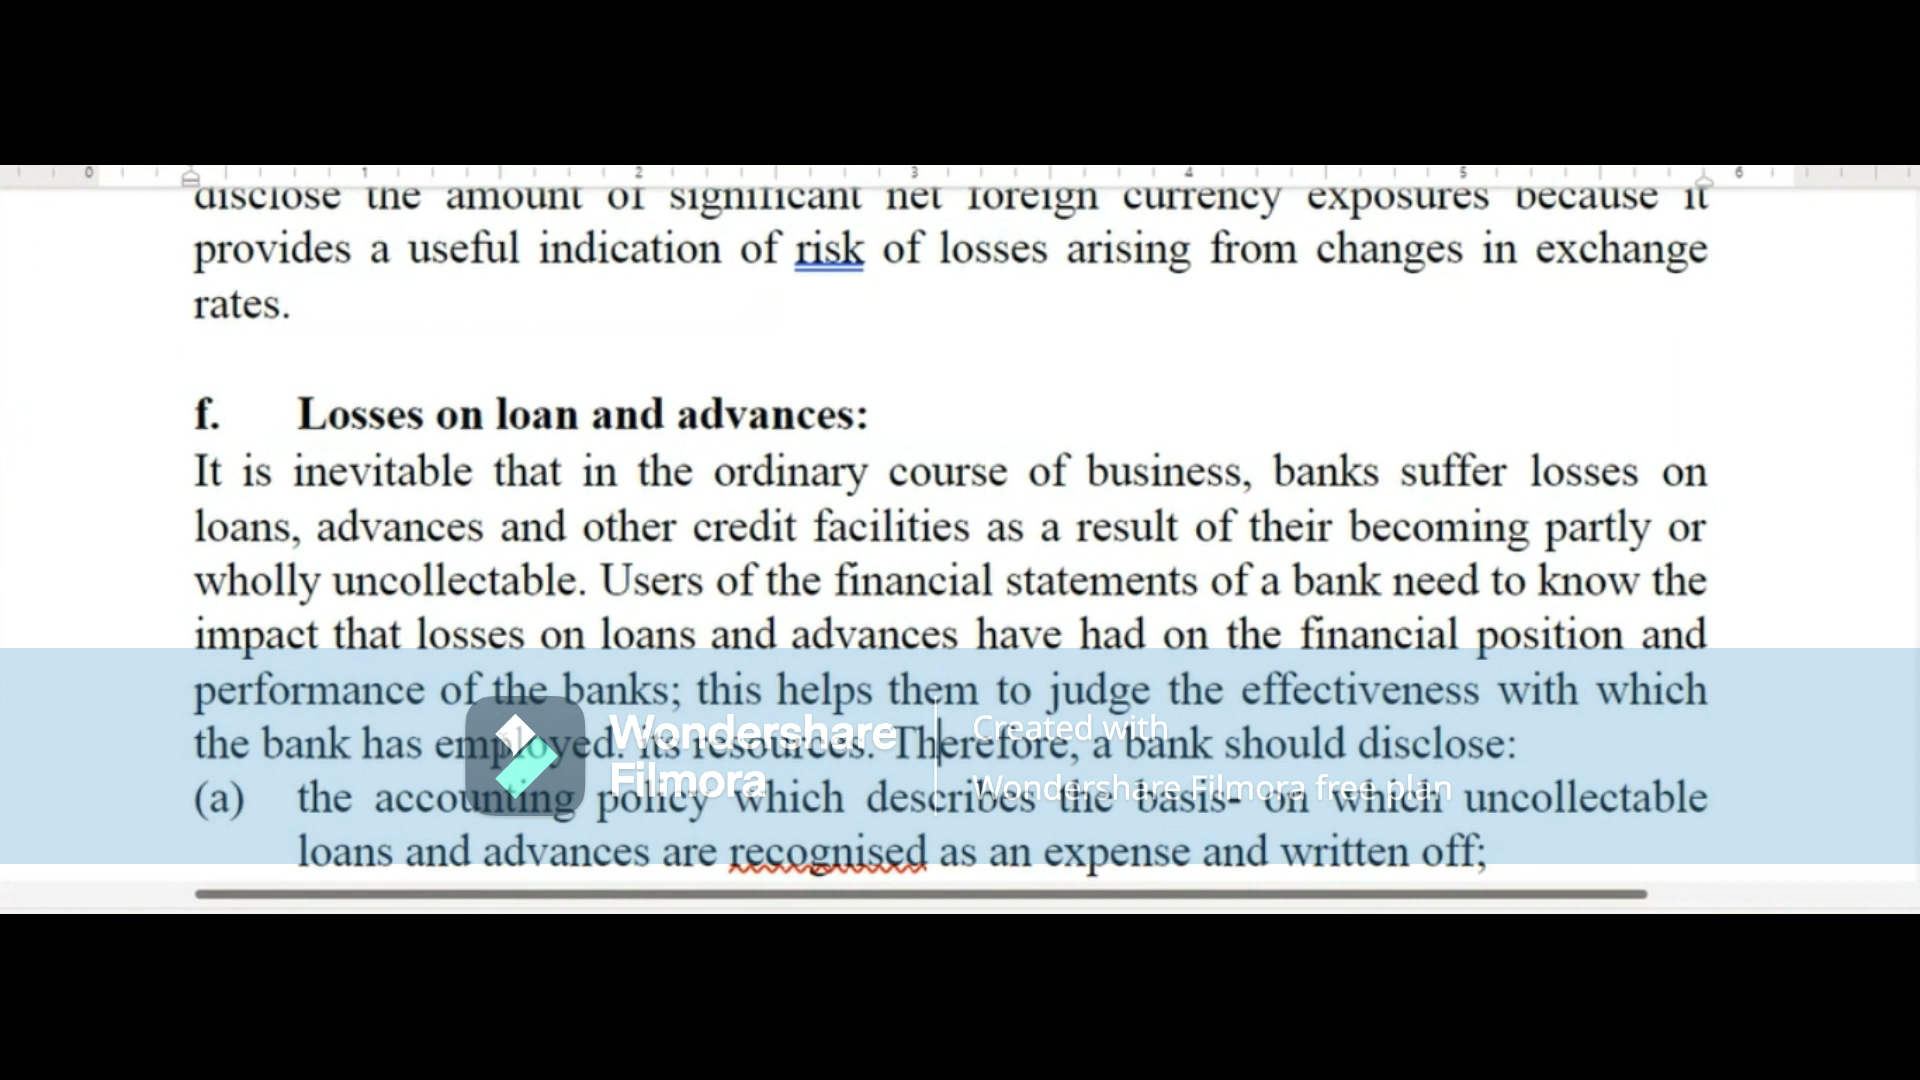 0 1 2 3 4 5 6
disclose the amount of significant net foreign currency exposures because it
provides a useful indication of risk of losses arising from changes in exchange
rates.
f. Losses on loan and advances:
It is inevitable that in the ordinary course of business, banks suffer losses on
loans, advances and other credit facilities as a result of their becoming partly or
wholly uncollectable. Users of the financial statements of a bank need to know the
impact that losses on loans and advances have had on the financial position and
performance of the banks; this helps them to judge the effectiveness with which
the bank has employed. its resources. Therefore, a bank should disclose:
(a) the accounting policy which describes the basis- on which uncollectable
loans and advances are recognised as an expense and written off;
Wondershare
Filmora
Created with
Wondershare Filmora free plan